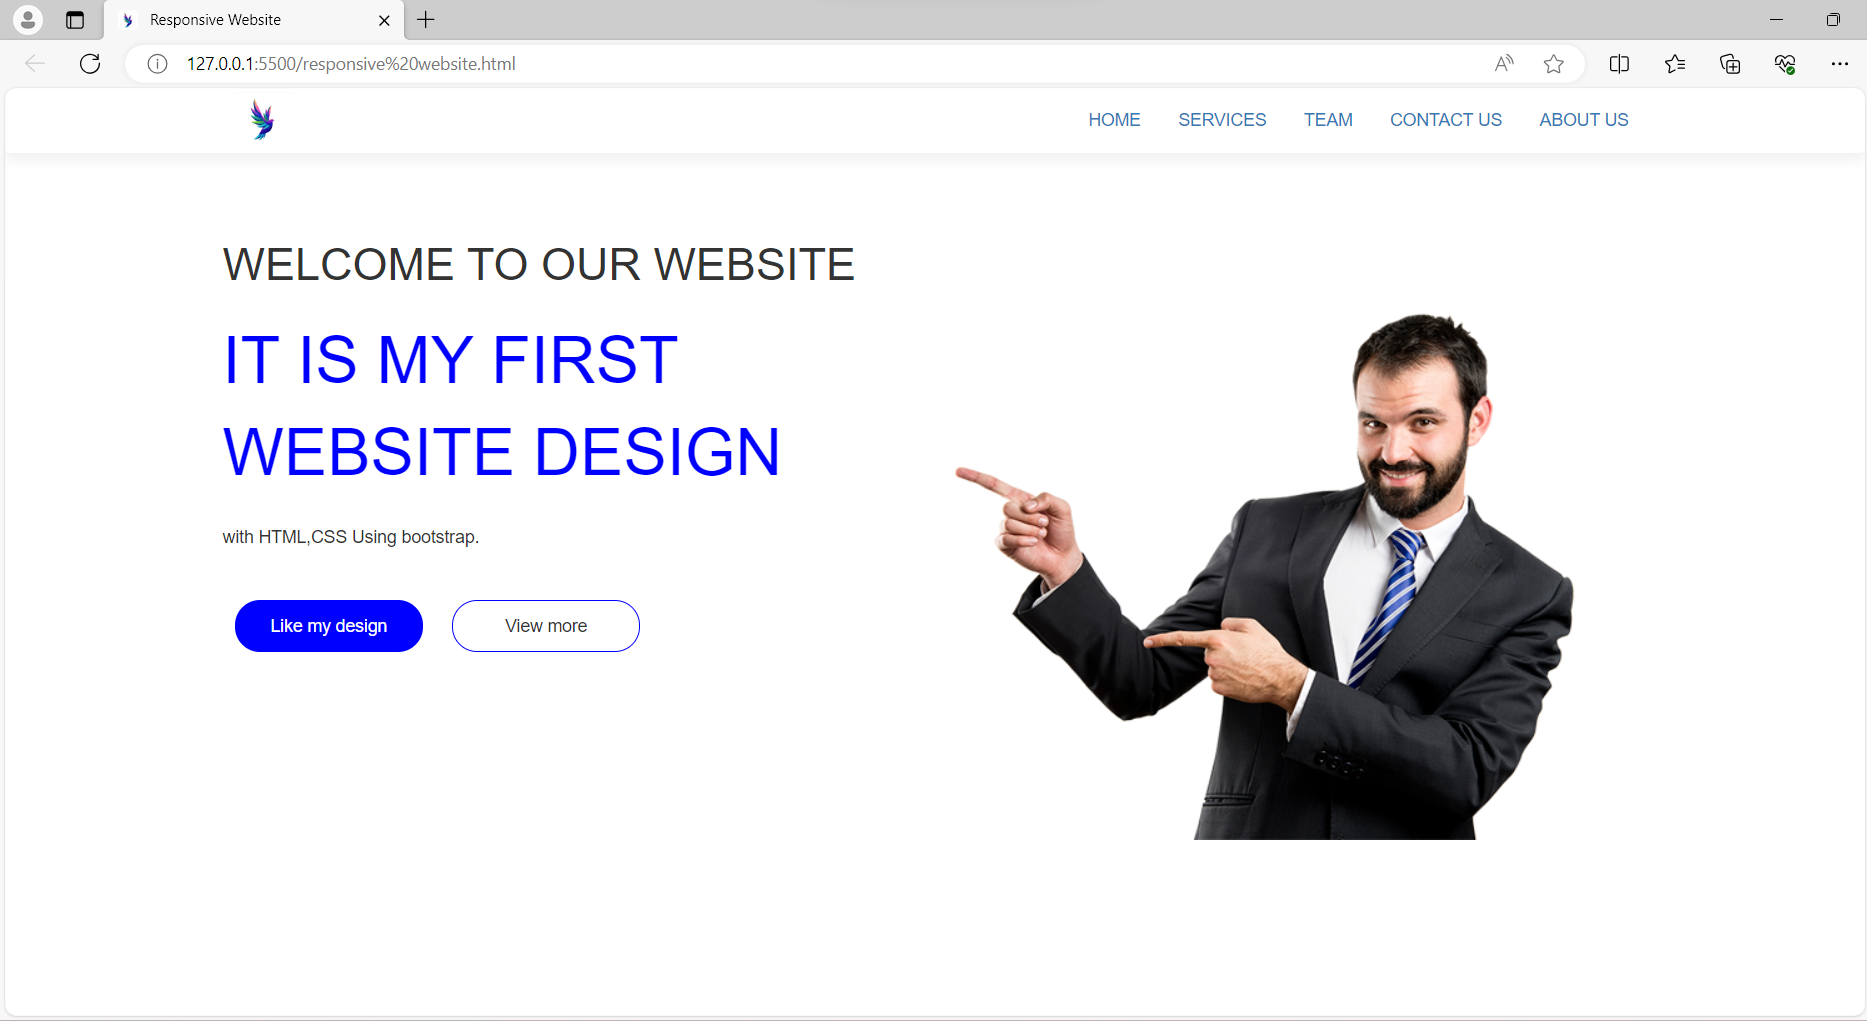 Responsive Website
127.0.0.1:5500/responsive%20website.html
HOME SERVICES TEAM CONTACT US ABOUT US
WELCOME TO OUR WEBSITE
IT IS MY FIRST
WEBSITE DESIGN
with HTML,CSS Using bootstrap.
Like my design View more